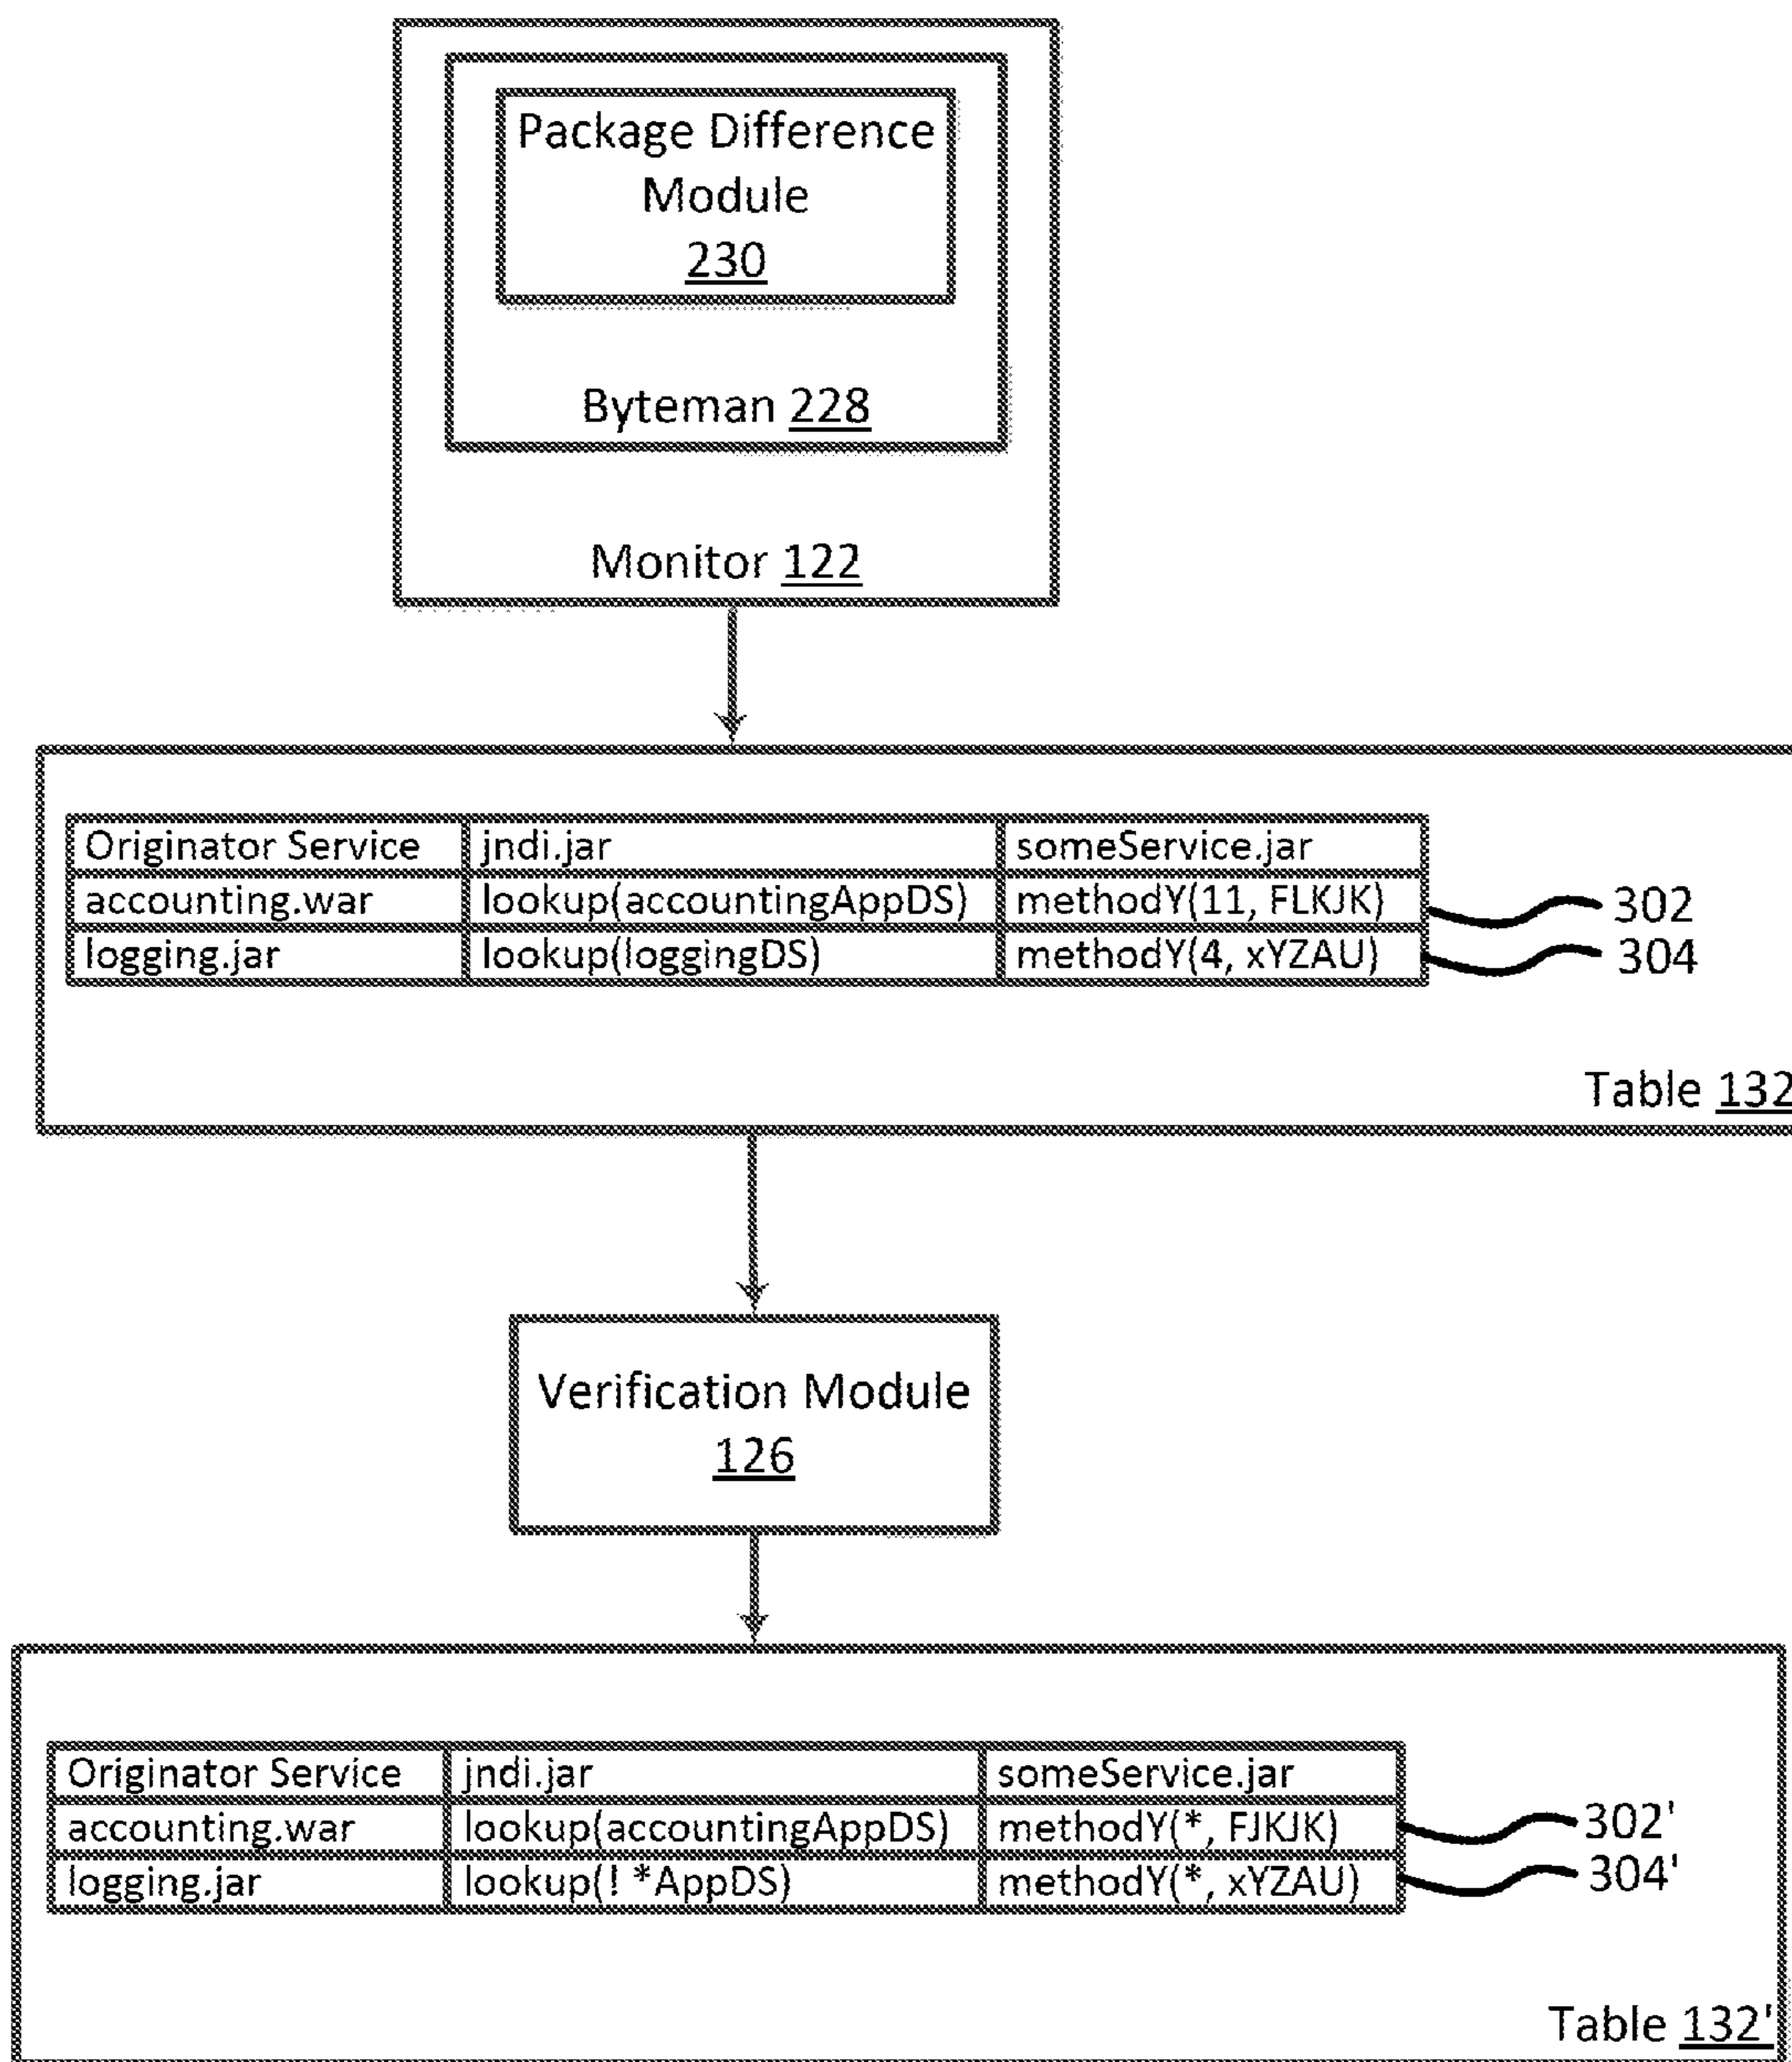 Package Difference
Module
230
Byteman 228
Monitor 122
Originator Service jndi.jar someService.jar
accounting.war lookup(accountingAppDS) methodY(11, FLKJK) 302
logging.jar lookup(loggingDS) methodY(4, xYZAU) 304
Table 132
Verification Module
126
Originator Service jndi.jar someService.jar
accounting.war lookup(accountingAppDS) methodY(*, FJKJK) 302'
logging.jar lookup(! *AppDS) methodY(*, xYZAU) 304'
Table 132'